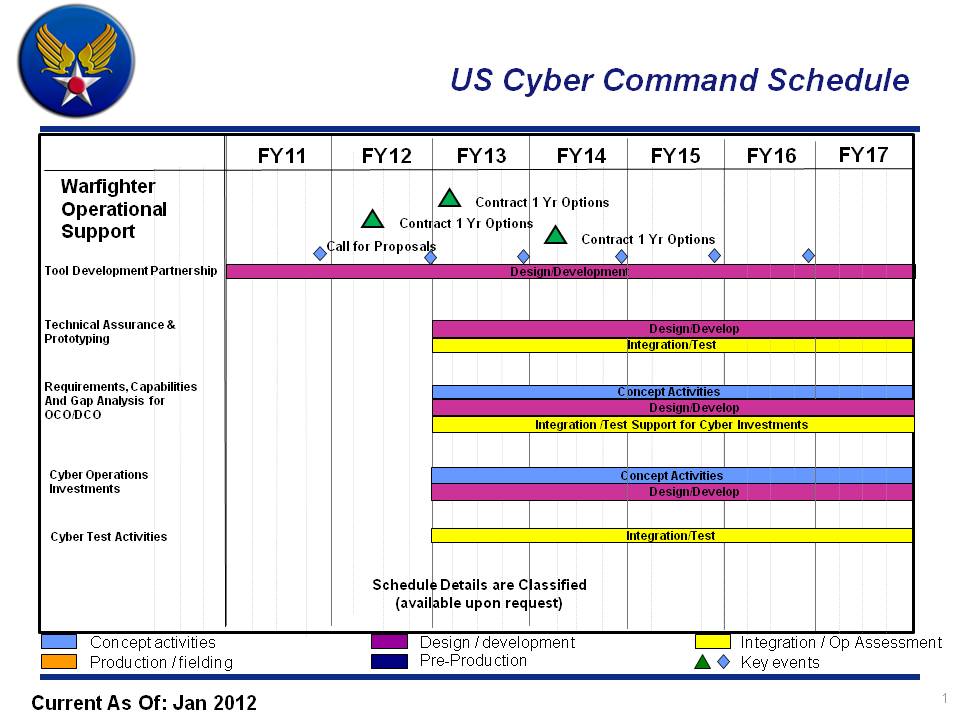 US Cyber Command Schedule
FY11 FY12 FY13 FY14 FY15 FY16 FY17
Warfighter
Operational
Support
Contract 1 Yr Options
Contract 1 Yr Options
Contract 1 Yr Options
Call for Proposals
Tool Development Partnership
Design/Development
Technical Assurance &
Prototyping
Design/Develop
Integration/Test
Requirements, Capabilities
And Gap Analysis for
OCO/DCO
Concept Activities
Design/Develop
Integration /Test Support for Cyber Investments
Cyber Operations
Investments
Concept Activities
Design/Develop
Cyber Test Activities
Integration/Test
Schedule Details are Classified
(available upon request)
Concept activities
Design / development
Integration / Op Assessment
Production / fielding
Pre-Production
Key events
Current As Of: Jan 2012
1